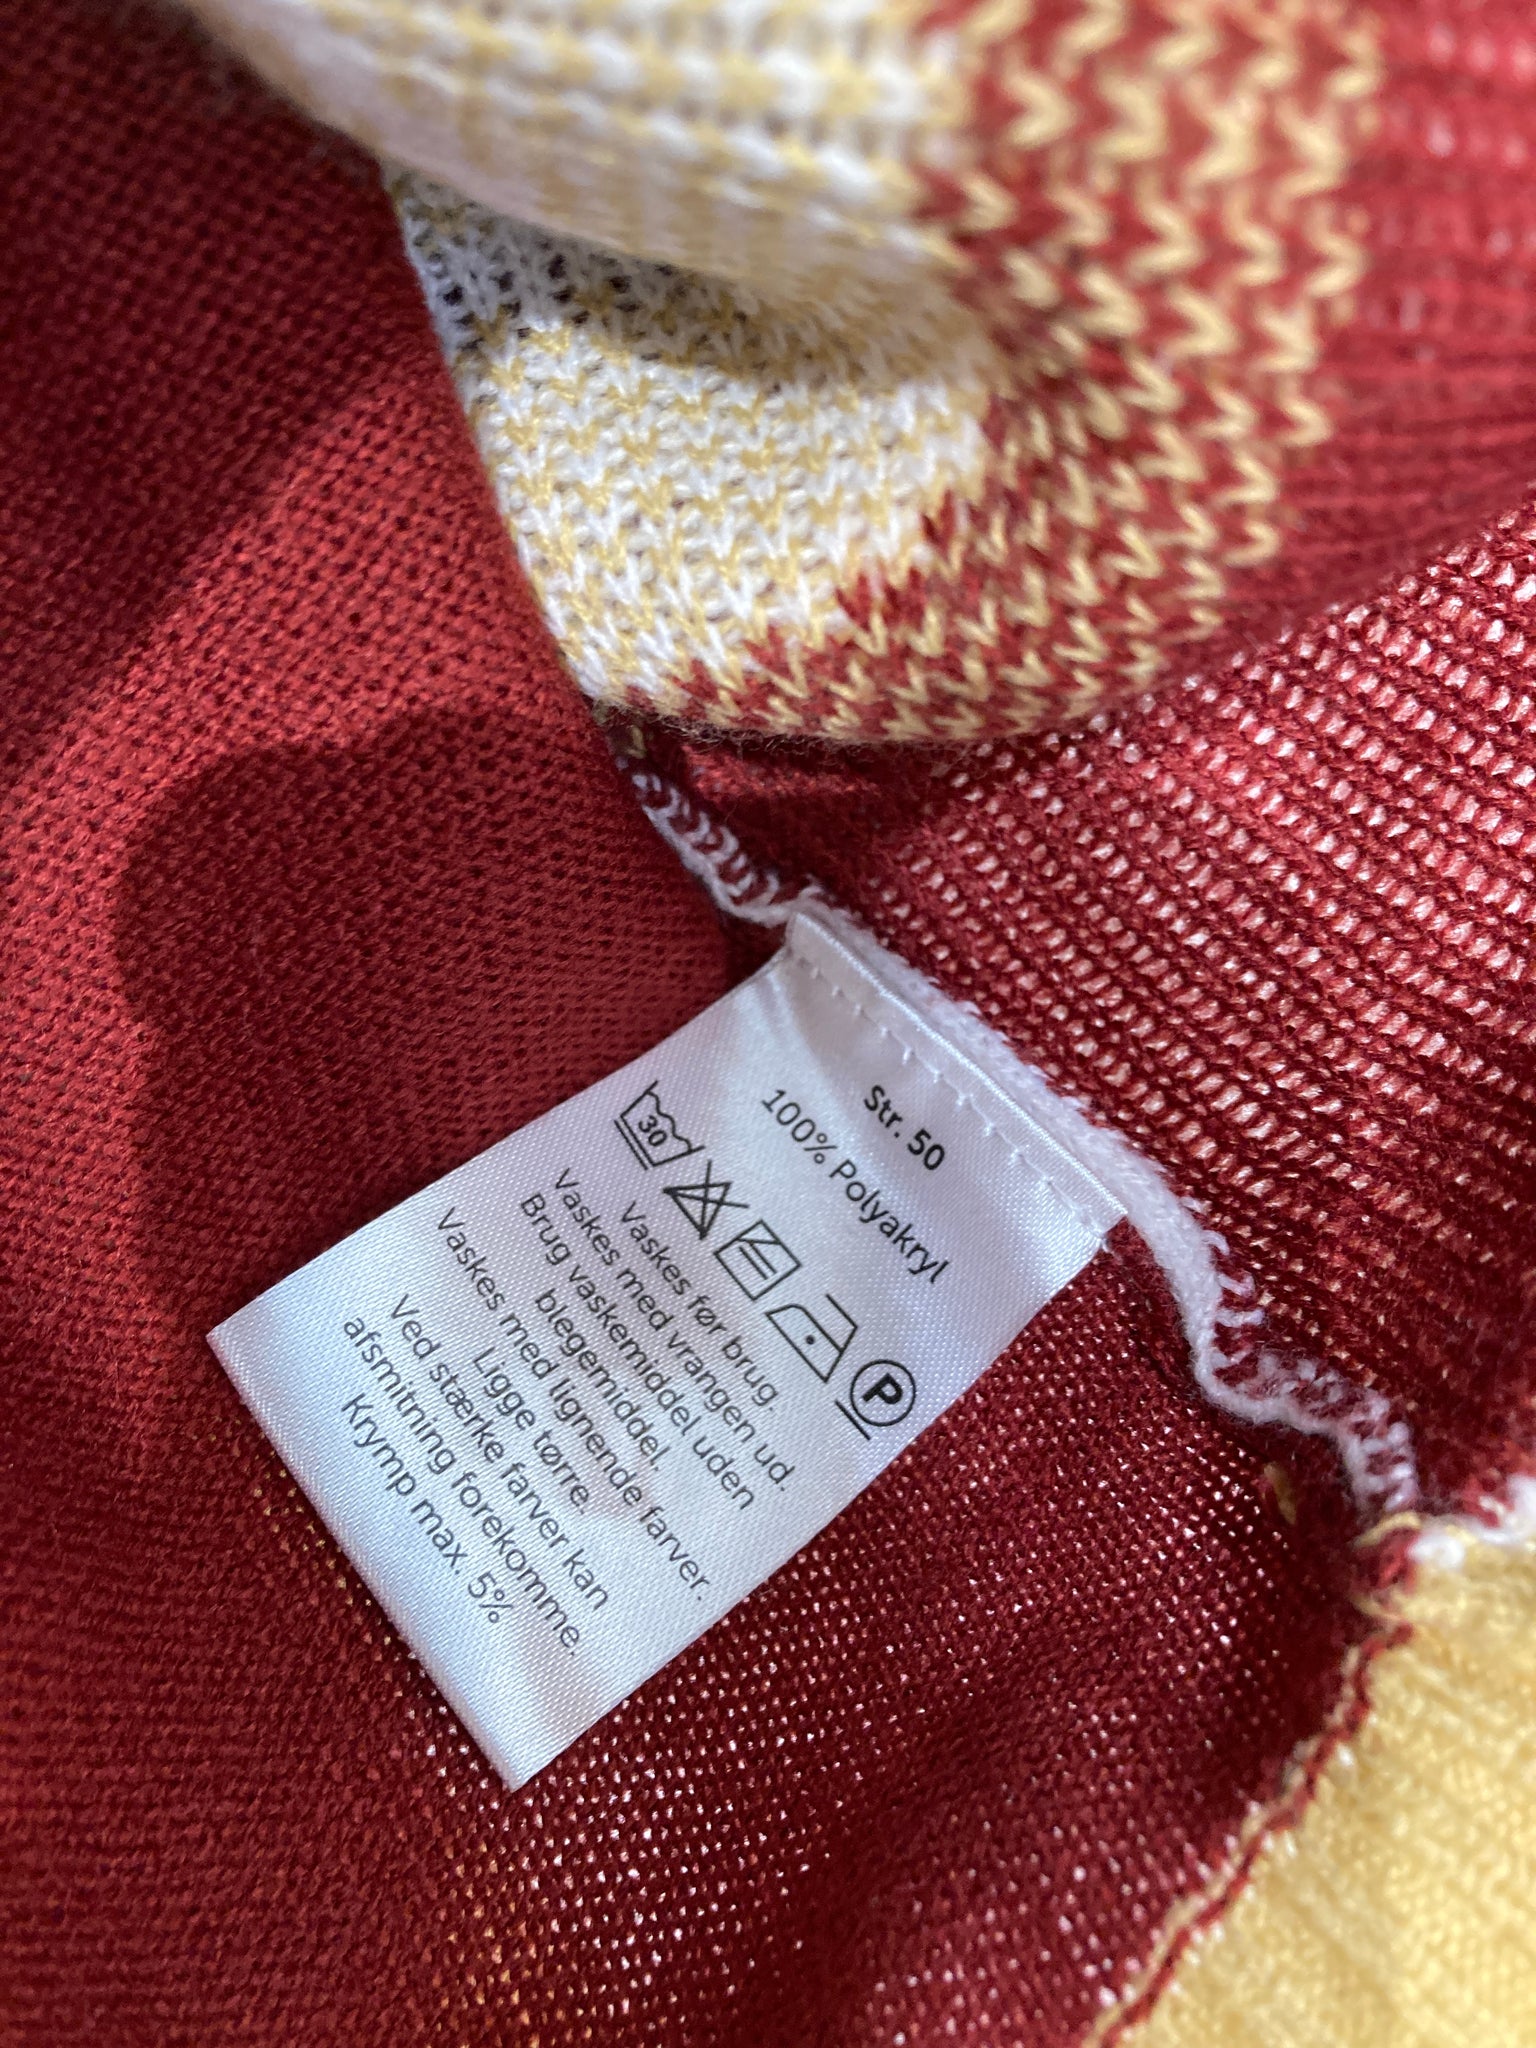 Str. 50
100% Polyakryl
30 P
Vaskes før brug.
Vaskes med vrangen ud.
Brug vaskemiddel uden
blegemiddel.
Vaskes med lignende farver.
Ligge tørre.
Ved stærke farver kan
afsmitning forekomme.
Krymp max. 5%